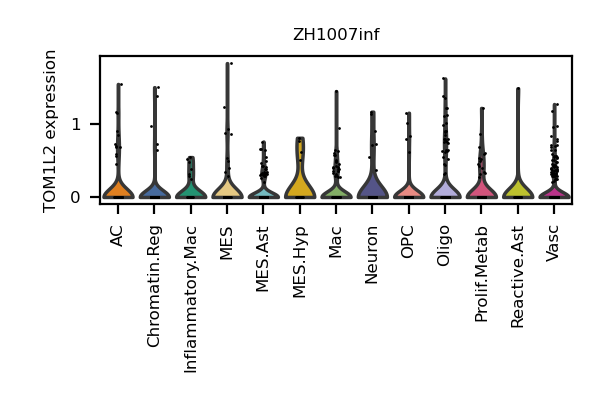 ZH1007inf
TOM1L2 expression
1
0
AC
Chromatin.Reg
Inflammatory.Mac
MES
MES.Ast
MES.Hyp
Mac
Neuron
OPC
Oligo
Prolif.Metab
Reactive.Ast
Vasc